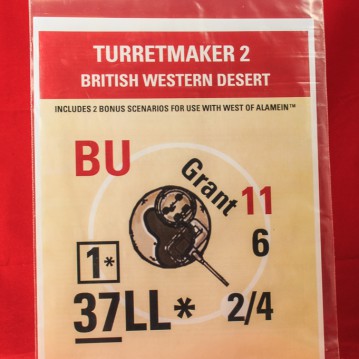 TURRETMAKER 2
BRITISH WESTERN DESERT
INCLUDES 2 BONUS SCENARIOS FOR USE WITH WEST OF ALAMEIN™
BU
Grant
11
6
1*
37LL*
2/4